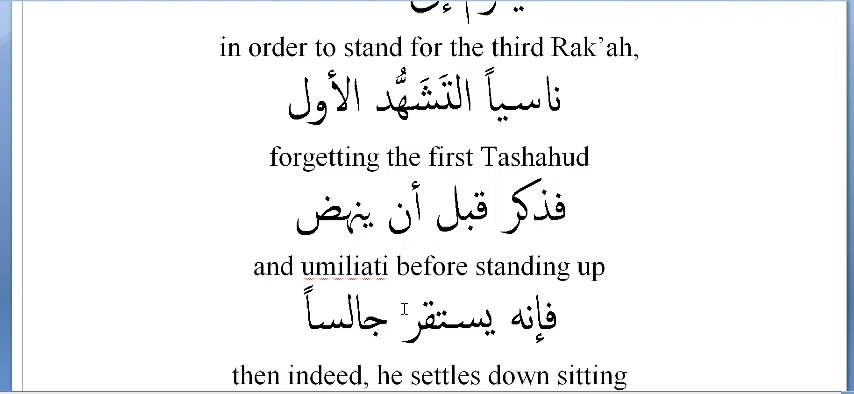 in order to stand for the third Rak’ah,
ناسياً التَشَهُّد الأول
forgetting the first Tashahud
فذكر قبل أن ينهض
and umiliati before standing up
فإنه يستقر جالساً
then indeed, he settles down sitting